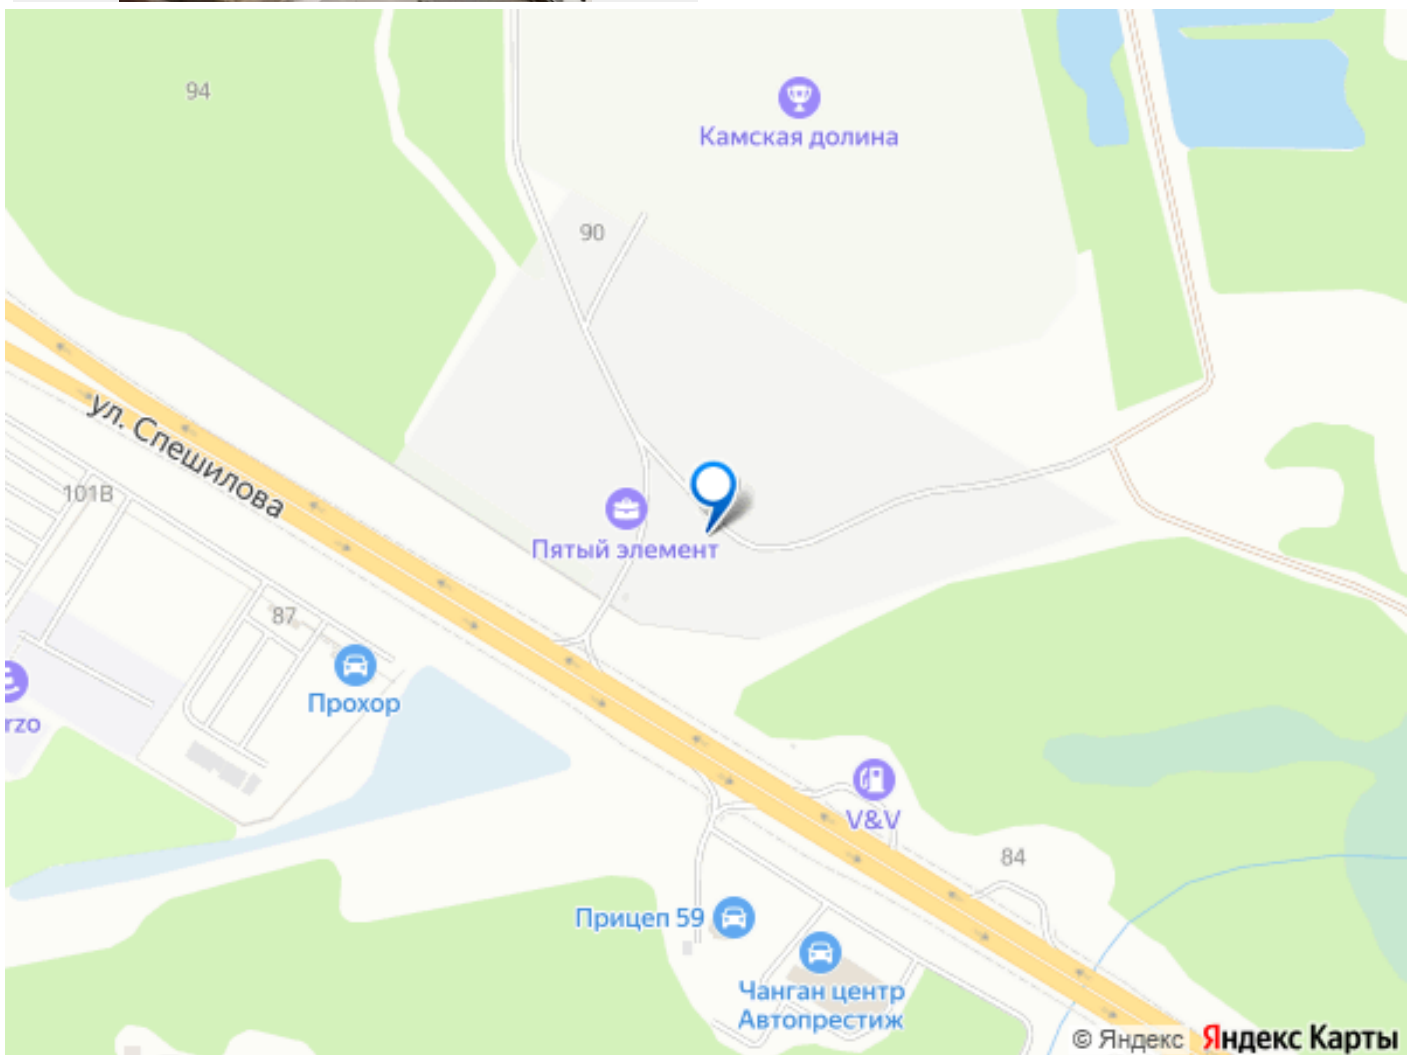 94
Камская долина
90
ул. Спешилова
101В
Пятый элемент
87
Прохор
rzo
V&V
84
Прицеп 59
Чанган центр
Автопрестиж
© Яндекс Яндекс Карты